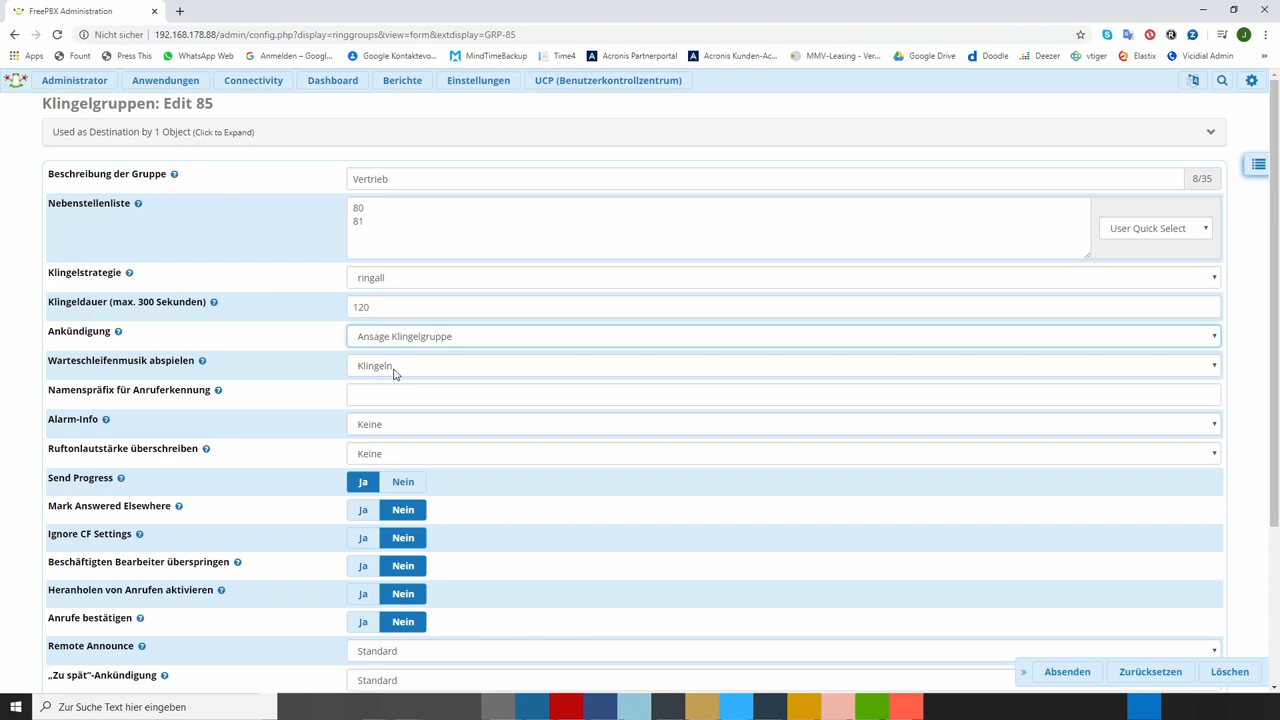 FreePBX Administration
Nicht sicher 192.168.178.88/admin/config.php?display=ringgroups&view=form&extdisplay=GRP-85
Apps Fount Press This WhatsApp Web Anmelden – Googl... Google Kontaktevo... MindTimeBackup Time4 Acronis Partnerportal Acronis Kunden-Ac... MMV-Leasing - Ver... Google Drive Doodle Deezer vtiger Elastix Vicidial Admin
Administrator Anwendungen Connectivity Dashboard Berichte Einstellungen UCP (Benutzerkontrollzentrum)
Klingelgruppen: Edit 85
Used as Destination by 1 Object (Click to Expand)
Beschreibung der Gruppe Vertrieb 8/35
Nebenstellenliste 80
81
User Quick Select
Klingelstrategie ringall
Klingeldauer (max. 300 Sekunden) 120
Ankündigung Ansage Klingelgruppe
Warteschleifenmusik abspielen Klingeln
Namenspräfix für Anruferkennung
Alarm-Info Keine
Ruftonlautstärke überschreiben Keine
Send Progress Ja Nein
Mark Answered Elsewhere Ja Nein
Ignore CF Settings Ja Nein
Beschäftigten Bearbeiter überspringen Ja Nein
Heranholen von Anrufen aktivieren Ja Nein
Anrufe bestätigen Ja Nein
Remote Announce Standard
„Zu spät"-Ankündigung Standard
» Absenden Zurücksetzen Löschen
Zur Suche Text hier eingeben